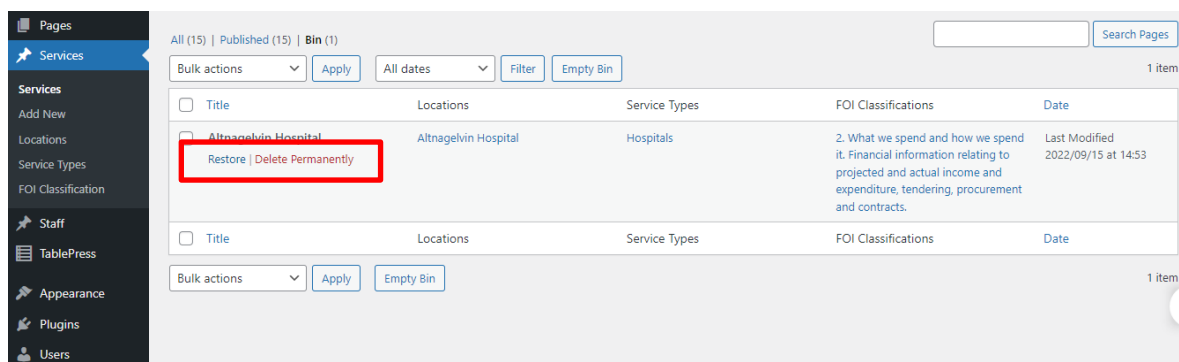 Pages
Services
Services
Add New
Locations
Service Types
FOI Classification
Staff
TablePress
Appearance
Plugins
Users
All (15) | Published (15) | Bin (1)
Search Pages
Bulk actions Apply All dates Filter Empty Bin 1 item
Title Locations Service Types FOI Classifications Date
Altnagelvin Hospital Altnagelvin Hospital Hospitals 2. What we spend and how we spend Last Modified
Restore | Delete Permanently it. Financial information relating to 2022/09/15 at 14:53
projected and actual income and
expenditure, tendering, procurement
and contracts.
Title Locations Service Types FOI Classifications Date
Bulk actions Apply Empty Bin 1 item